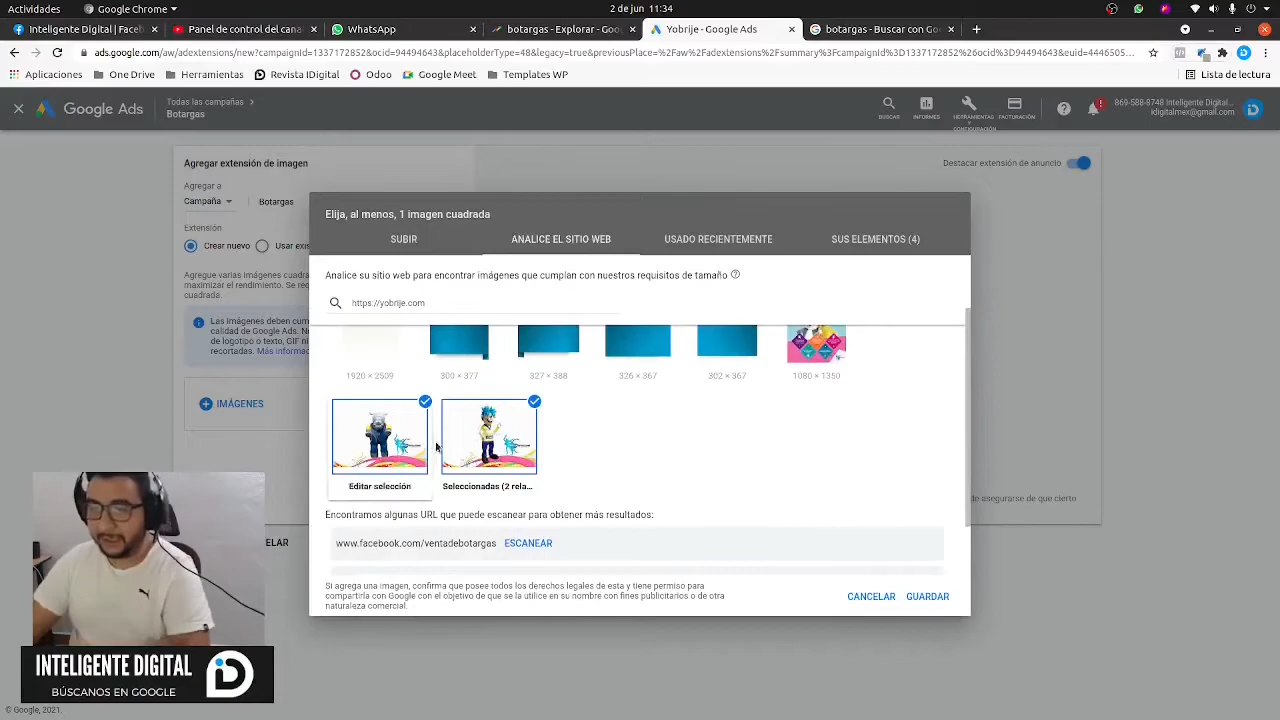 Actividades
Google Chrome
2 de jun 11:34
Inteligente Digital | Faceb
Panel de control del canal
WhatsApp
botargas - Explorar - Goo
Yobrije - Google Ads
botargas - Buscar con Go
ads.google.com/aw/adextensions/new?campaignId=1337172852&ocid=94494643&placeholderType=48&legacy=true&previousPlace=%2Faw%2Fadextensions%2Fsummary%3FcampaignId%3D1337172852%26ocid%3D94494643%26euid%3D4446505...
Aplicaciones
One Drive
Herramientas
Revista IDigital
Odoo
Google Meet
Templates WP
Lista de lectura
Google Ads
Todas las campañas
Botargas
BUSCAR
INFORMES
HERRAMIENTAS
Y
CONFIGURACIÓN
FACTURACIÓN
869-588-8748 Inteligente Digital...
idigitalmex@gmail.com
Agregar extensión de imagen
Destacar extensión de anuncio
Agregar a
Campaña
Botargas
Extensión
Crear nuevo
Usar exis
Agregue varias imágenes cuadra
maximizar el rendimiento. Se req
cuadrada.
Las imágenes deben cum
calidad de Google Ads. N
de logotipo o texto, GIF ni
recortadas. Más informac
IMÁGENES
do asegurarse de que cierto
ELAR
Elija, al menos, 1 imagen cuadrada
SUBIR
ANALICE EL SITIO WEB
USADO RECIENTEMENTE
SUS ELEMENTOS (4)
Analice su sitio web para encontrar imágenes que cumplan con nuestros requisitos de tamaño
https://yobrije.com
1920 × 2509
300 × 377
327 × 388
326 × 367
302 × 367
1080 × 1350
Editar selección
Seleccionadas (2 rela...
Encontramos algunas URL que puede escanear para obtener más resultados:
www.facebook.com/ventadebotargas
ESCANEAR
Si agrega una imagen, confirma que posee todos los derechos legales de esta y tiene permiso para
compartirla con Google con el objetivo de que se la utilice en su nombre con fines publicitarios o de otra
naturaleza comercial.
CANCELAR
GUARDAR
INTELIGENTE DIGITAL
BÚSCANOS EN GOOGLE
© Google, 2021.